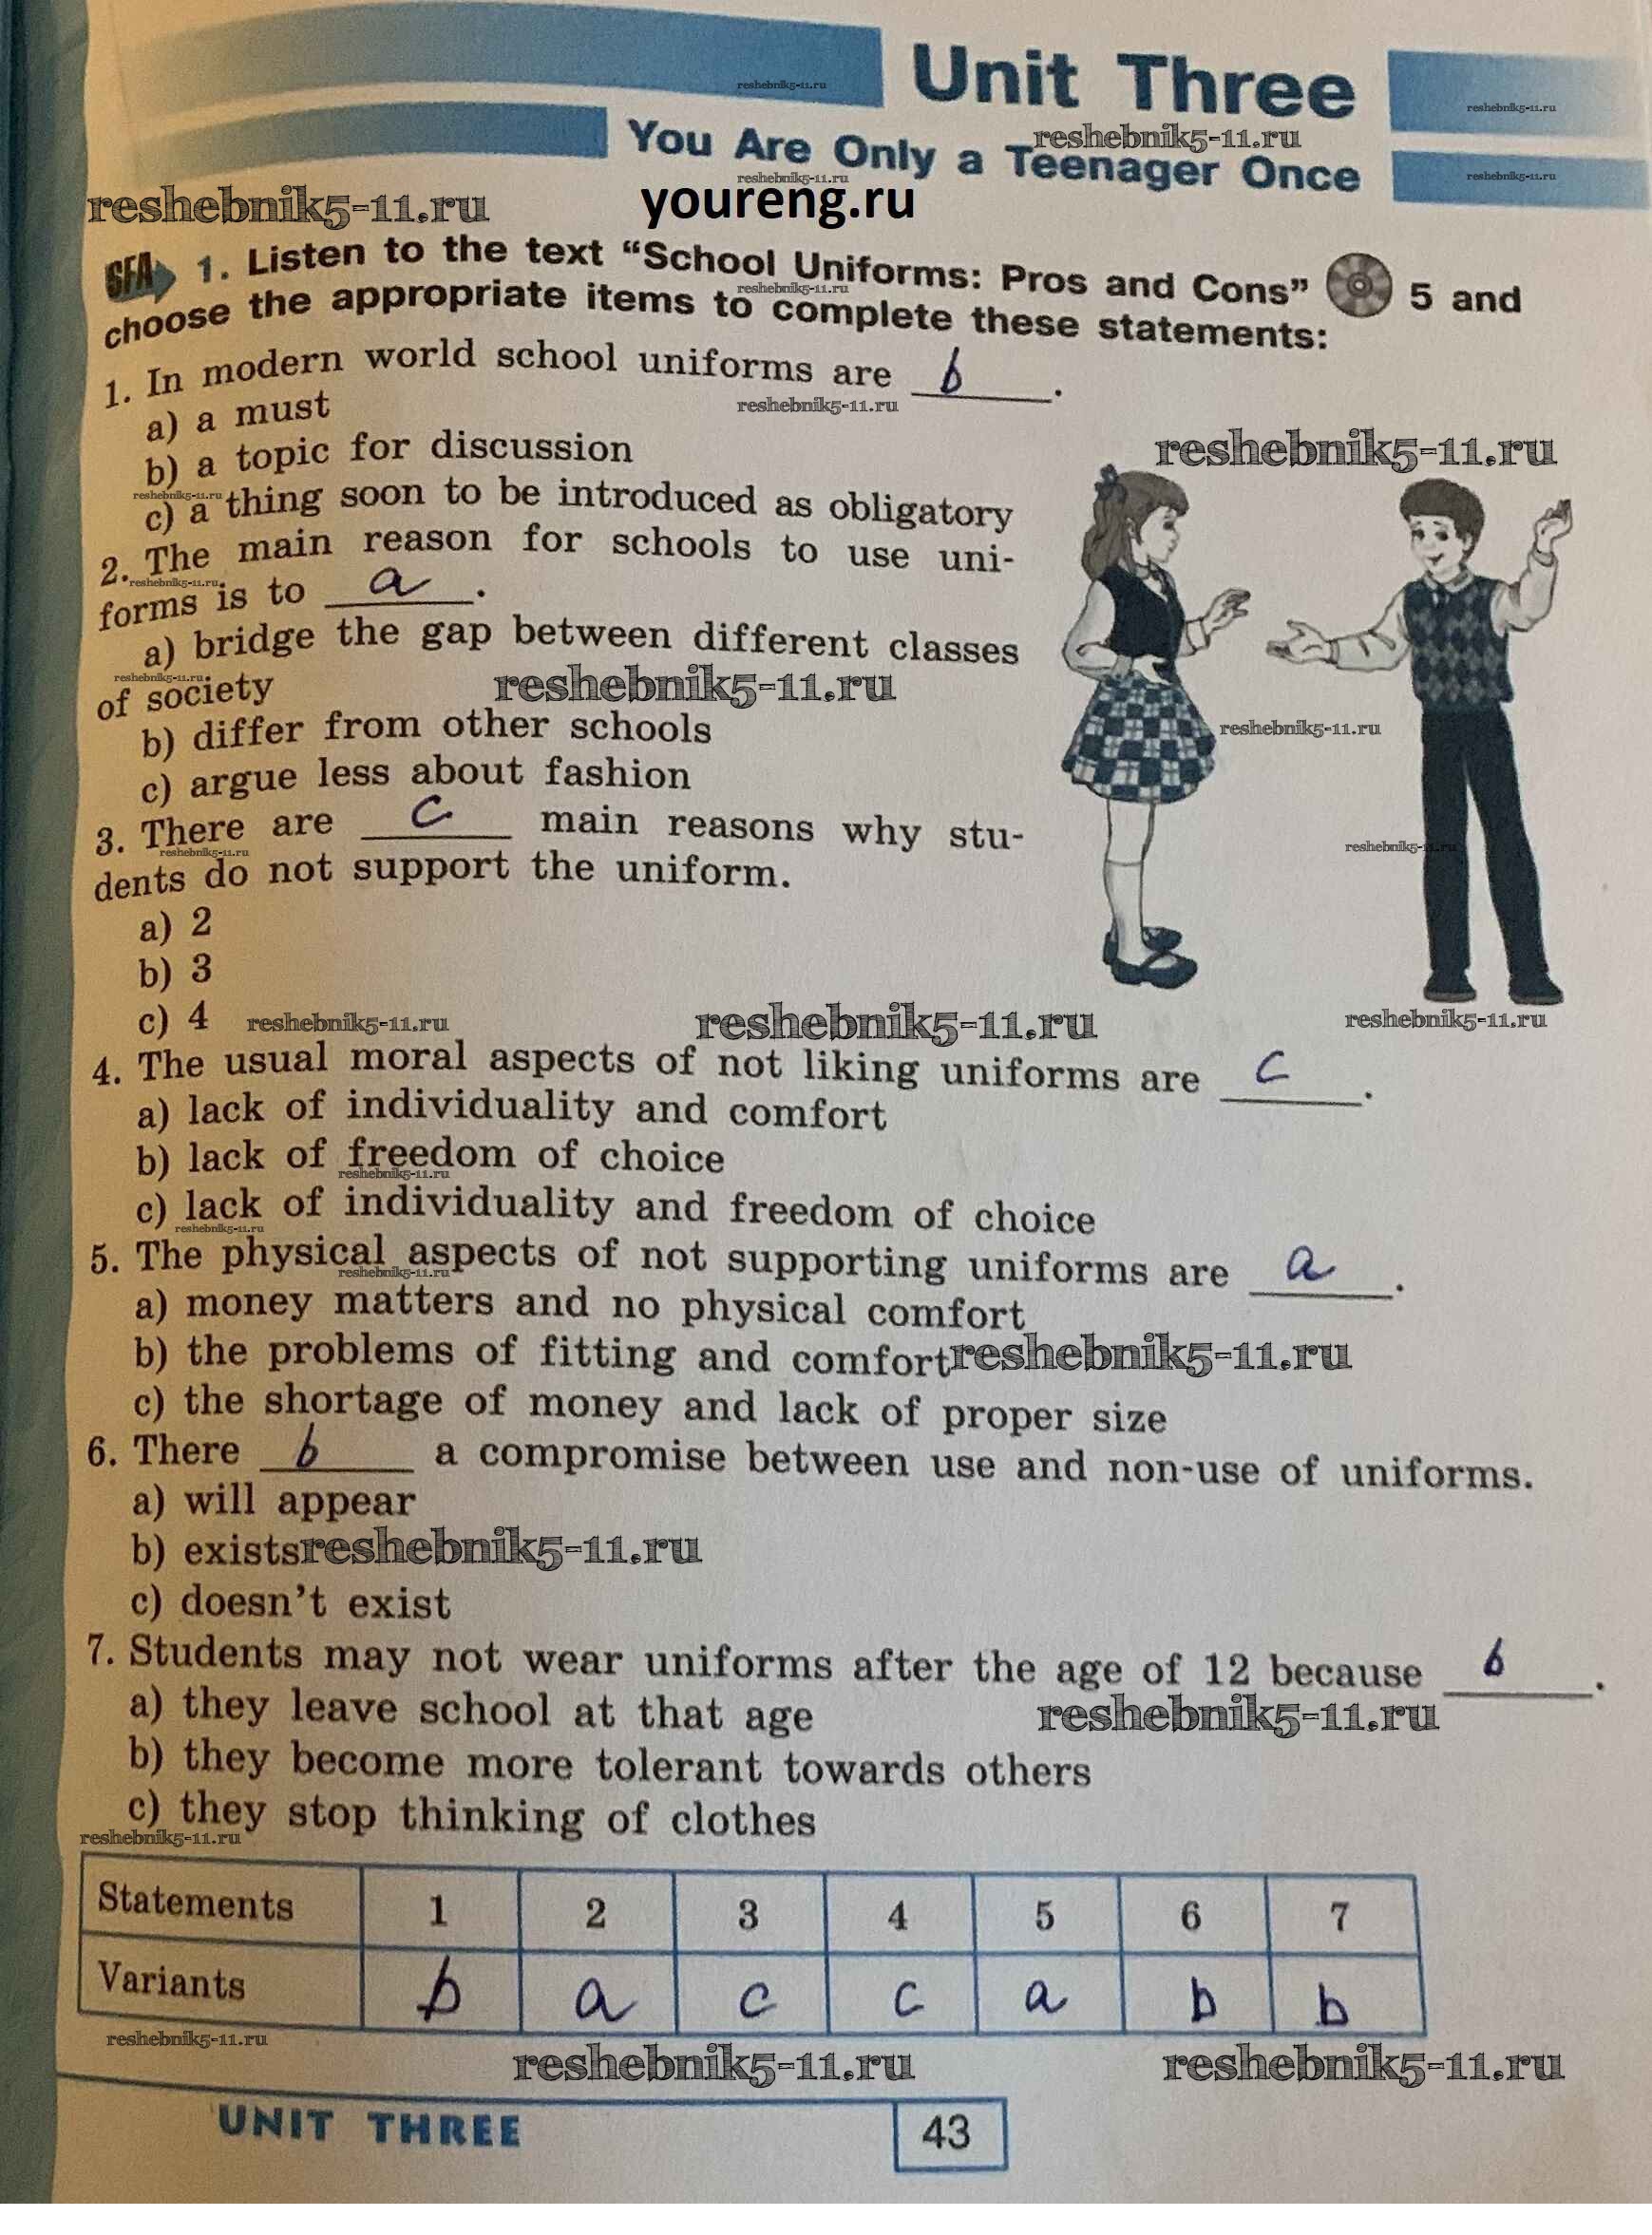 Unit Three
You Are Only a Teenager Once
reshebnik5-11.ru
youreng.ru
SFA 1. Listen to the text “School Uniforms: Pros and Cons” 5 and
choose the appropriate items to complete these statements:
1. In modern world school uniforms are b.
a) a must
b) a topic for discussion
c) a thing soon to be introduced as obligatory
2. The main reason for schools to use uni-
forms is to a.
a) bridge the gap between different classes
of society
b) differ from other schools
c) argue less about fashion
3. There are c main reasons why stu-
dents do not support the uniform.
a) 2
b) 3
c) 4
4. The usual moral aspects of not liking uniforms are c.
a) lack of individuality and comfort
b) lack of freedom of choice
c) lack of individuality and freedom of choice
5. The physical aspects of not supporting uniforms are a.
a) money matters and no physical comfort
b) the problems of fitting and comfort
c) the shortage of money and lack of proper size
6. There b a compromise between use and non-use of uniforms.
a) will appear
b) exists
c) doesn’t exist
7. Students may not wear uniforms after the age of 12 because b.
a) they leave school at that age
b) they become more tolerant towards others
c) they stop thinking of clothes
Statements 1 2 3 4 5 6 7
Variants b a c c a b b
UNIT THREE 43